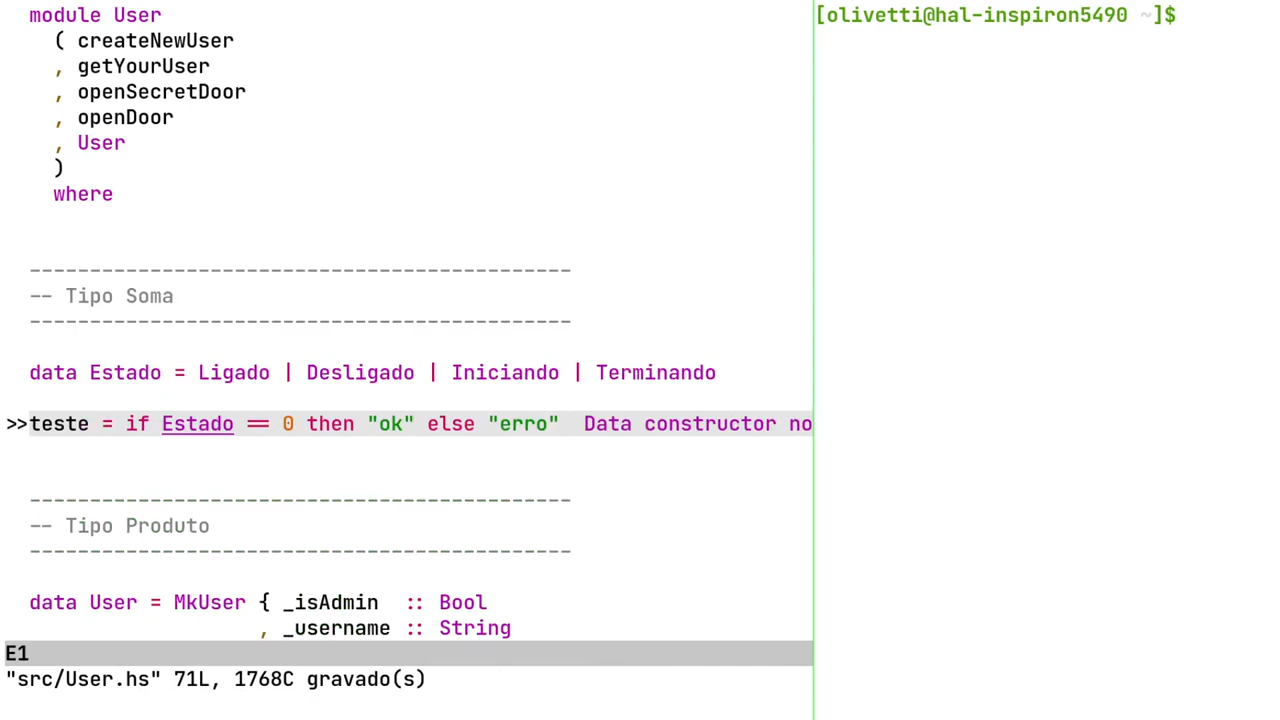 module User
( createNewUser
, getYourUser
, openSecretDoor
, openDoor
, User
)
where
---------------------------------------------
-- Tipo Soma
---------------------------------------------
data Estado = Ligado | Desligado | Iniciando | Terminando
>>teste = if Estado == 0 then "ok" else "erro"  Data constructor no
---------------------------------------------
-- Tipo Produto
---------------------------------------------
data User = MkUser { _isAdmin :: Bool
, _username :: String
E1
"src/User.hs" 71L, 1768C gravado(s)
[olivetti@hal-inspiron5490 ~]$